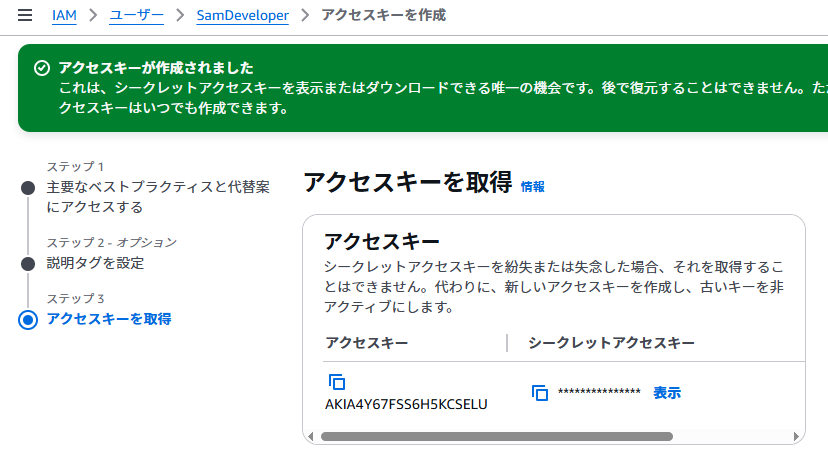 IAM > ユーザー > SamDeveloper > アクセスキーを作成
アクセスキーが作成されました
これは、シークレットアクセスキーを表示またはダウンロードできる唯一の機会です。後で復元することはできません。ただ
クセスキーはいつでも作成できます。
ステップ 1
主要なベストプラクティスと代替案
にアクセスする
ステップ 2 - オプション
説明タグを設定
ステップ 3
アクセスキーを取得
アクセスキーを取得 情報
アクセスキー
シークレットアクセスキーを紛失または失念した場合、それを取得するこ
とはできません。代わりに、新しいアクセスキーを作成し、古いキーを非
アクティブにします。
アクセスキー シークレットアクセスキー
AKIA4Y67FSS6H5KCSELU
*************** 表示